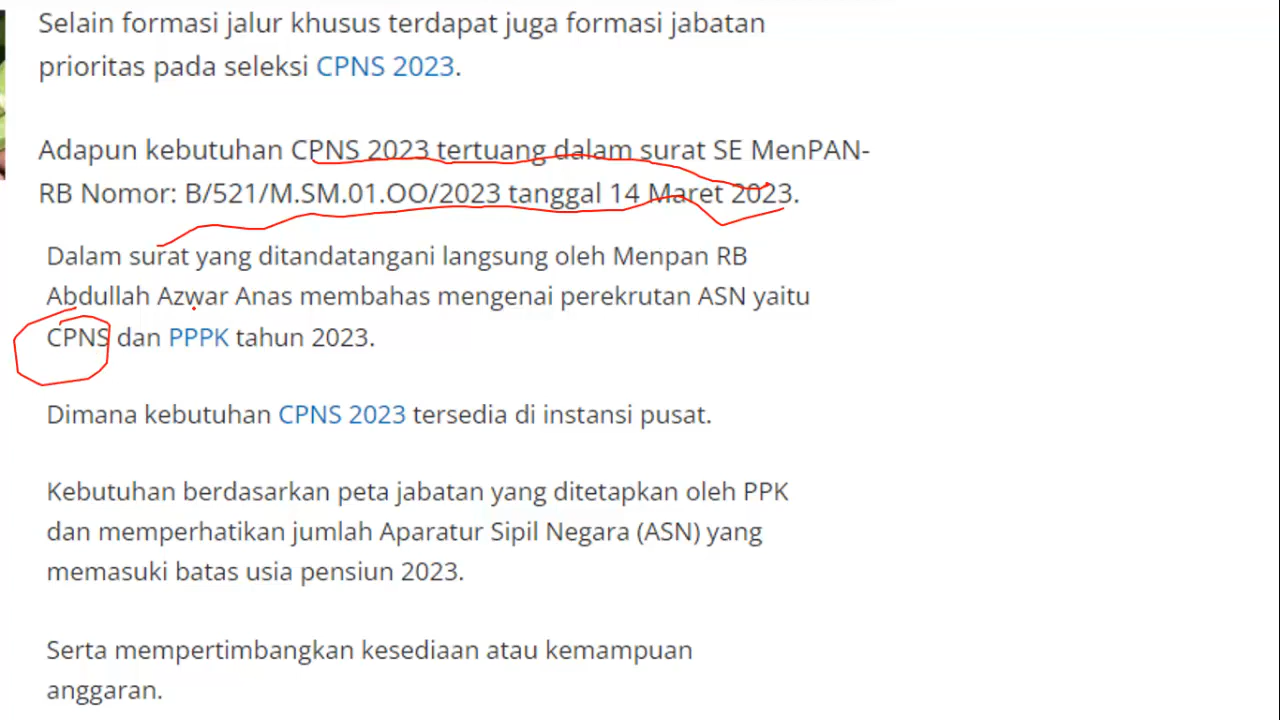 Selain formasi jalur khusus terdapat juga formasi jabatan
prioritas pada seleksi CPNS 2023.
Adapun kebutuhan CPNS 2023 tertuang dalam surat SE MenPAN-
RB Nomor: B/521/M.SM.01.OO/2023 tanggal 14 Maret 2023.
Dalam surat yang ditandatangani langsung oleh Menpan RB
Abdullah Azwar Anas membahas mengenai perekrutan ASN yaitu
CPNS dan PPPK tahun 2023.
Dimana kebutuhan CPNS 2023 tersedia di instansi pusat.
Kebutuhan berdasarkan peta jabatan yang ditetapkan oleh PPK
dan memperhatikan jumlah Aparatur Sipil Negara (ASN) yang
memasuki batas usia pensiun 2023.
Serta mempertimbangkan kesediaan atau kemampuan
anggaran.